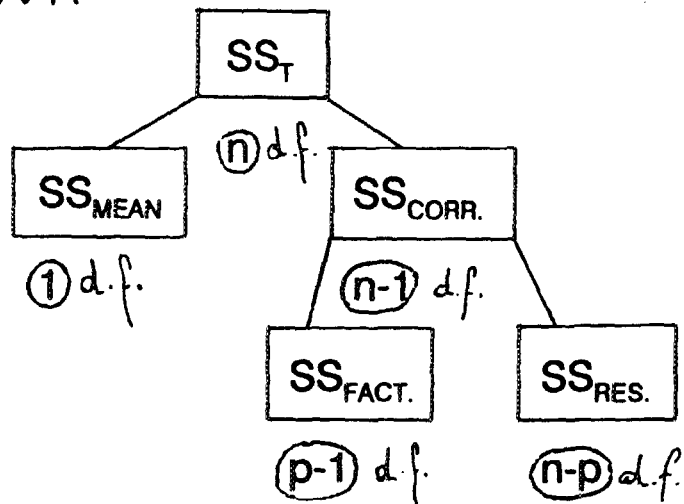 SS_T
n d.f.
SS_MEAN SS_CORR.
1 d.f. n-1 d.f.
SS_FACT. SS_RES.
p-1 d.f. n-p d.f.